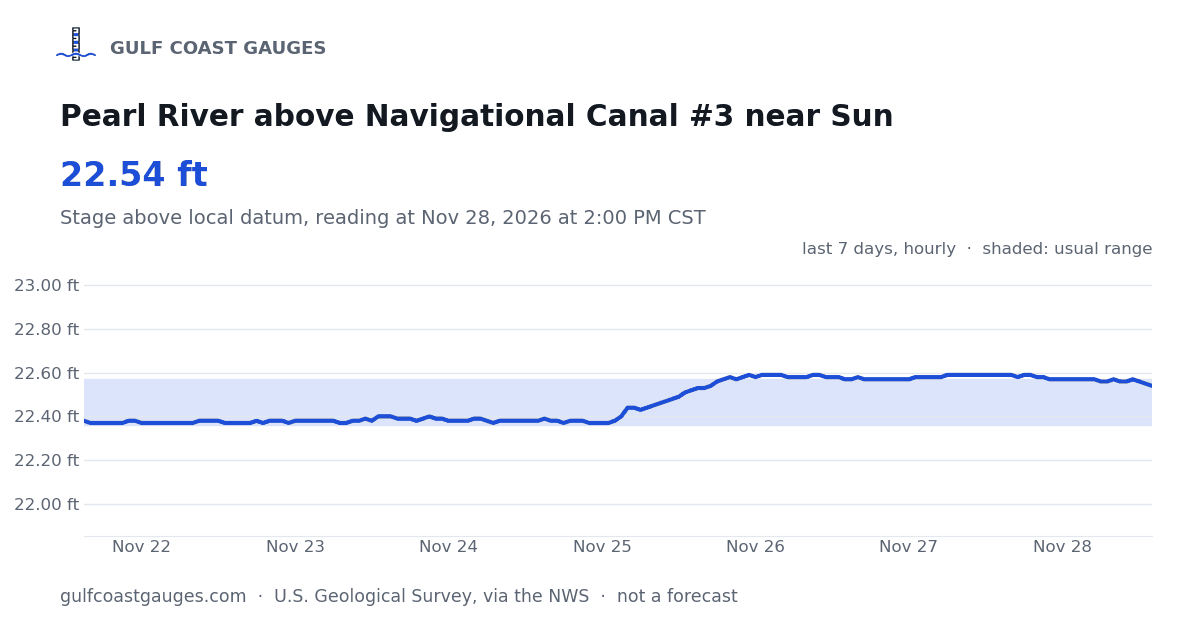 GULF COAST GAUGES
Pearl River above Navigational Canal #3 near Sun
22.54 ft
Stage above local datum, reading at Nov 28, 2026 at 2:00 PM CST
last 7 days, hourly · shaded: usual range
23.00 ft
22.80 ft
22.60 ft
22.40 ft
22.20 ft
22.00 ft
Nov 22 Nov 23 Nov 24 Nov 25 Nov 26 Nov 27 Nov 28
gulfcoastgauges.com · U.S. Geological Survey, via the NWS · not a forecast